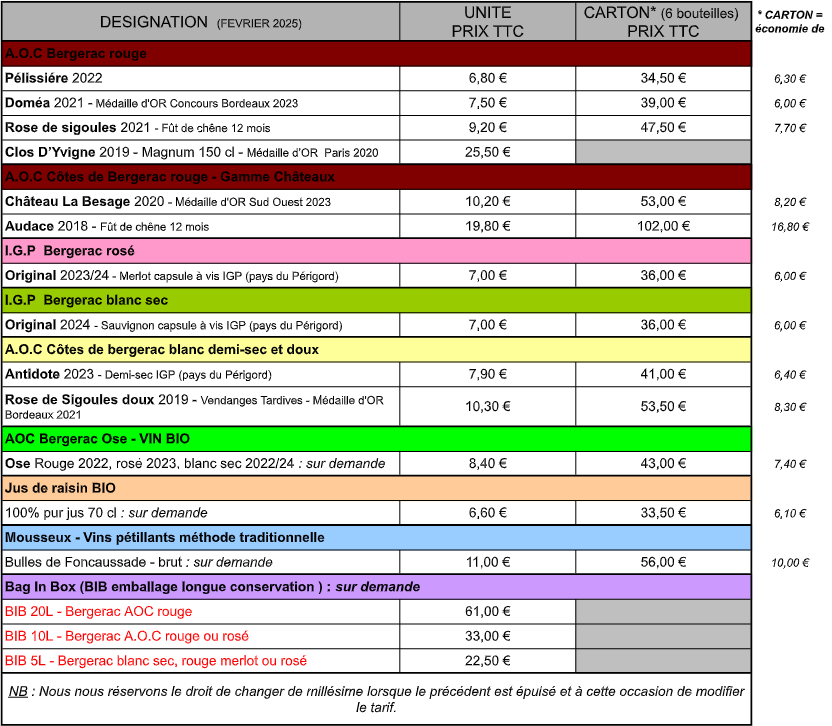 DESIGNATION (FEVRIER 2025) UNITE PRIX TTC CARTON* (6 bouteilles) PRIX TTC * CARTON = économie de
A.O.C Bergerac rouge
Pélissiére 2022 6,80 € 34,50 € 6,30 €
Doméa 2021 - Médaille d'OR Concours Bordeaux 2023 7,50 € 39,00 € 6,00 €
Rose de sigoules 2021 - Fût de chêne 12 mois 9,20 € 47,50 € 7,70 €
Clos D'Yvigne 2019 - Magnum 150 cl - Médaille d'OR Paris 2020 25,50 €
A.O.C Côtes de Bergerac rouge - Gamme Châteaux
Château La Besage 2020 - Médaille d'OR Sud Ouest 2023 10,20 € 53,00 € 8,20 €
Audace 2018 - Fût de chêne 12 mois 19,80 € 102,00 € 16,80 €
I.G.P Bergerac rosé
Original 2023/24 - Merlot capsule à vis IGP (pays du Périgord) 7,00 € 36,00 € 6,00 €
I.G.P Bergerac blanc sec
Original 2024 - Sauvignon capsule à vis IGP (pays du Périgord) 7,00 € 36,00 € 6,00 €
A.O.C Côtes de bergerac blanc demi-sec et doux
Antidote 2023 - Demi-sec IGP (pays du Périgord) 7,90 € 41,00 € 6,40 €
Rose de Sigoules doux 2019 - Vendanges Tardives - Médaille d'OR
Bordeaux 2021 10,30 € 53,50 € 8,30 €
AOC Bergerac Ose - VIN BIO
Ose Rouge 2022, rosé 2023, blanc sec 2022/24 : sur demande 8,40 € 43,00 € 7,40 €
Jus de raisin BIO
100% pur jus 70 cl : sur demande 6,60 € 33,50 € 6,10 €
Mousseux - Vins pétillants méthode traditionnelle
Bulles de Foncaussade - brut : sur demande 11,00 € 56,00 € 10,00 €
Bag In Box (BIB emballage longue conservation ) : sur demande
BIB 20L - Bergerac AOC rouge 61,00 €
BIB 10L - Bergerac A.O.C rouge ou rosé 33,00 €
BIB 5L - Bergerac blanc sec, rouge merlot ou rosé 22,50 €
NB : Nous nous réservons le droit de changer de millésime lorsque le précédent est épuisé et à cette occasion de modifier
le tarif.